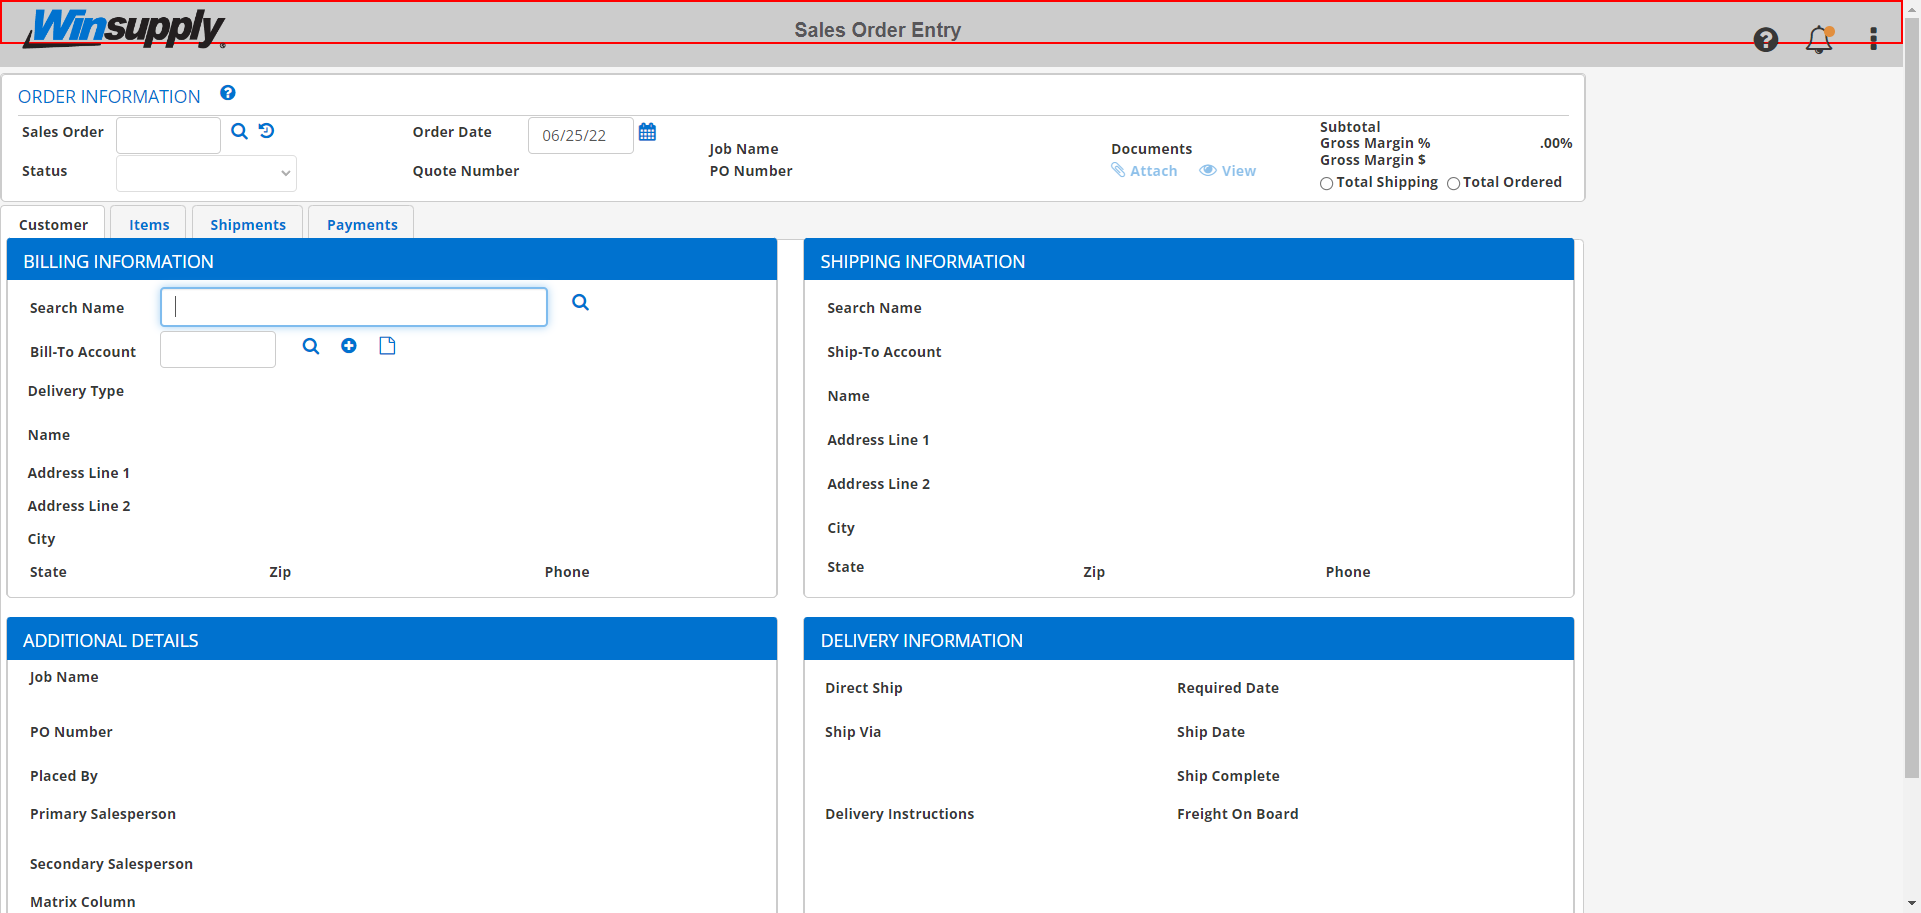 Winsupply
Sales Order Entry
ORDER INFORMATION
Sales Order
Order Date 06/25/22
Status
Quote Number
Job Name
PO Number
Documents
Attach View
Subtotal
Gross Margin % .00%
Gross Margin $
Total Shipping Total Ordered
Customer Items Shipments Payments
BILLING INFORMATION
Search Name
Bill-To Account
Delivery Type
Name
Address Line 1
Address Line 2
City
State Zip Phone
SHIPPING INFORMATION
Search Name
Ship-To Account
Name
Address Line 1
Address Line 2
City
State Zip Phone
ADDITIONAL DETAILS
Job Name
PO Number
Placed By
Primary Salesperson
Secondary Salesperson
Matrix Column
DELIVERY INFORMATION
Direct Ship Required Date
Ship Via Ship Date
Ship Complete
Delivery Instructions Freight On Board